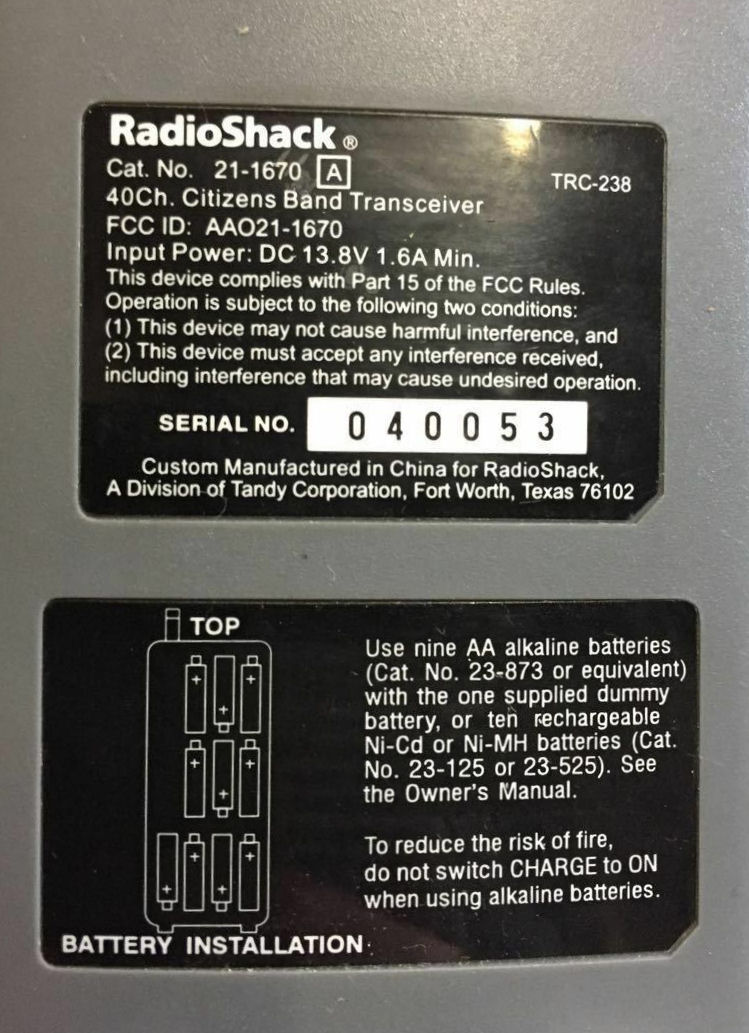 RadioShack®
Cat. No. 21-1670 A
TRC-238
40Ch. Citizens Band Transceiver
FCC ID: AAO21-1670
Input Power: DC 13.8V 1.6A Min.
This device complies with Part 15 of the FCC Rules.
Operation is subject to the following two conditions:
(1) This device may not cause harmful interference, and
(2) This device must accept any interference received,
including interference that may cause undesired operation.
SERIAL NO. 040053
Custom Manufactured in China for RadioShack,
A Division of Tandy Corporation, Fort Worth, Texas 76102
TOP
+ + +
+ + +
+ + + +
BATTERY INSTALLATION
Use nine AA alkaline batteries
(Cat. No. 23-873 or equivalent)
with the one supplied dummy
battery, or ten rechargeable
Ni-Cd or Ni-MH batteries (Cat.
No. 23-125 or 23-525). See
the Owner's Manual.
To reduce the risk of fire,
do not switch CHARGE to ON
when using alkaline batteries.